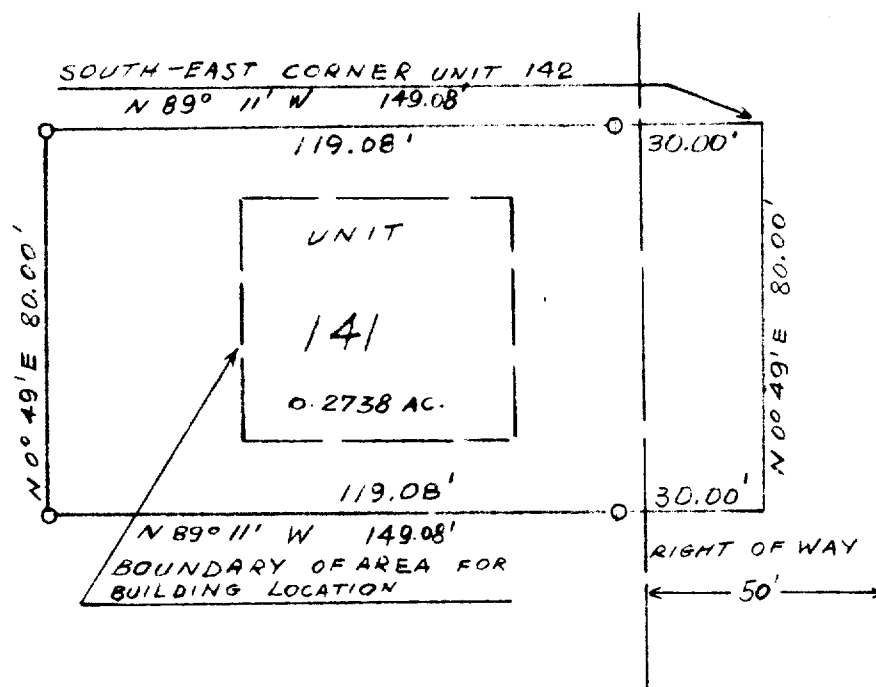 SOUTH-EAST CORNER UNIT 142
N 89° 11' W 149.08'
119.08'
30.00'
N 0° 49' E 80.00'
UNIT
141
0.2738 AC.
N 0° 49' E 80.00'
119.08'
30.00'
N 89° 11' W 149.08'
BOUNDARY OF AREA FOR
BUILDING LOCATION
RIGHT OF WAY
50'